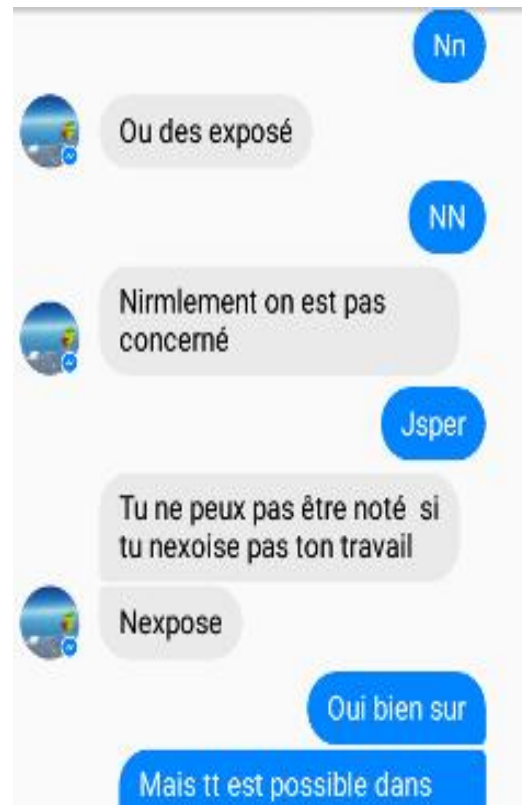 Nn
Ou des exposé
NN
Nirmlement on est pas
concerné
Jsper
Tu ne peux pas être noté si
tu nexoise pas ton travail
Nexpose
Oui bien sur
Mais tt est possible dans